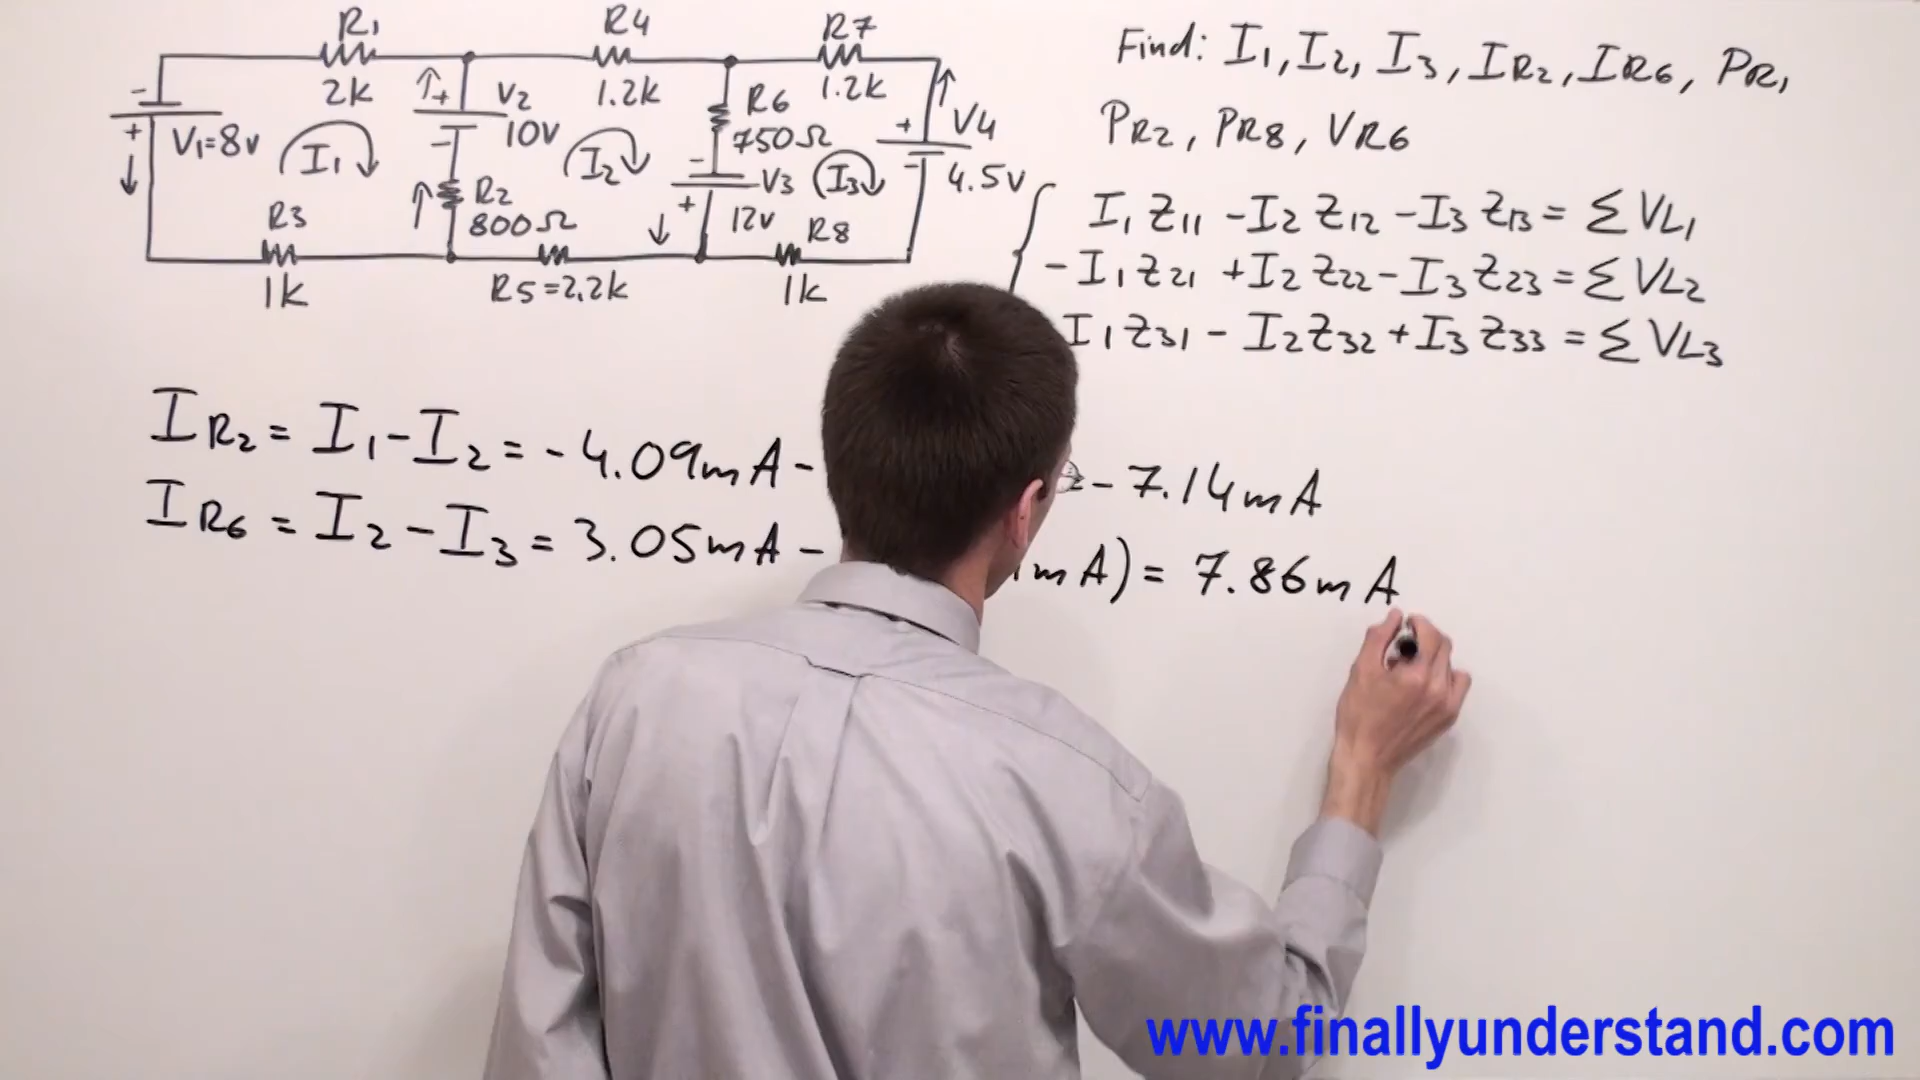 R1
R4
R7
2k
1.2k
1.2k
-
+
V1=8v
I1
+
V2
10v
-
I2
R6
750Ω
-
V3
+
12v
I3
+
V4
-
4.5v
R2
800Ω
R3
1k
R5=2.2k
R8
1k
Find: I1, I2, I3, IR2, IR6, PR1
PR2, PR8, VR6
I1 Z11 - I2 Z12 - I3 Z13 = ∑ VL1
- I1 Z21 + I2 Z22 - I3 Z23 = ∑ VL2
I1 Z31 - I2 Z32 + I3 Z33 = ∑ VL3
IR2 = I1 - I2 = -4.09mA - - 7.14mA
IR6 = I2 - I3 = 3.05mA - mA) = 7.86mA
www.finallyunderstand.com